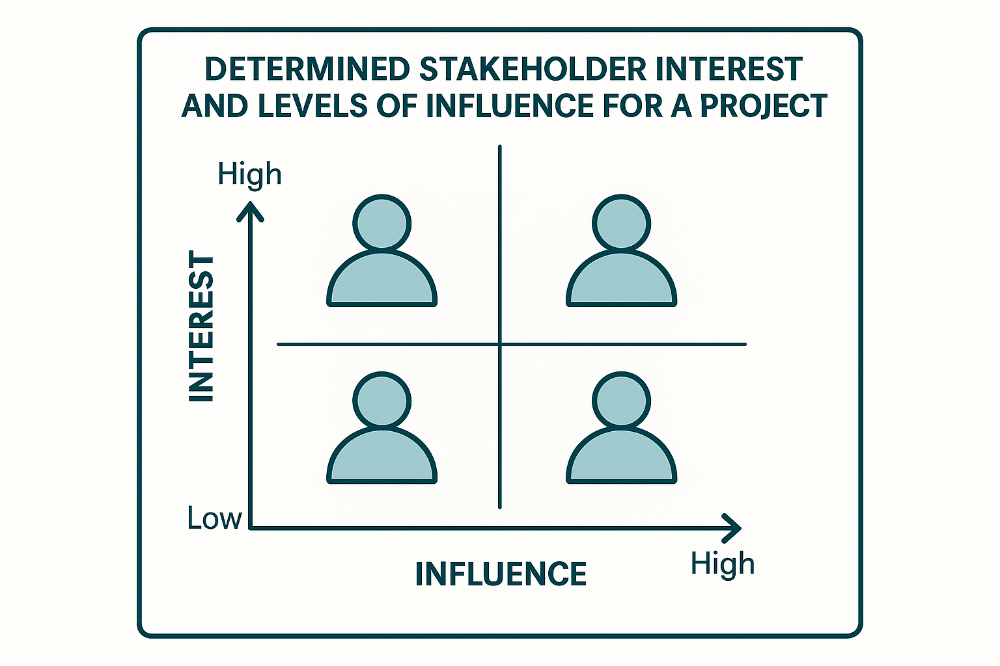 DETERMINED STAKEHOLDER INTEREST
AND LEVELS OF INFLUENCE FOR A PROJECT
High
INTEREST
Low
INFLUENCE
High